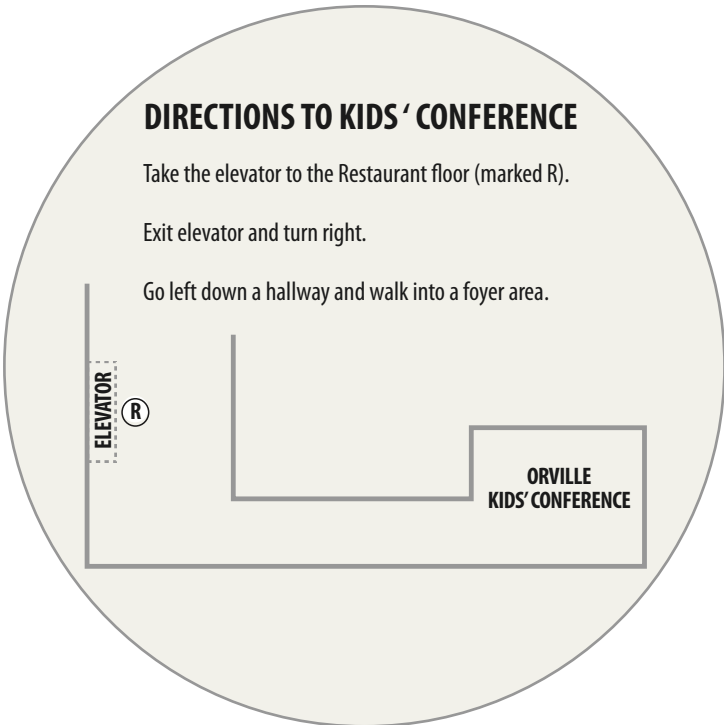 DIRECTIONS TO KIDS ‘ CONFERENCE
Take the elevator to the Restaurant floor (marked R).
Exit elevator and turn right.
Go left down a hallway and walk into a foyer area.
ELEVATOR
R
ORVILLE
KIDS’ CONFERENCE